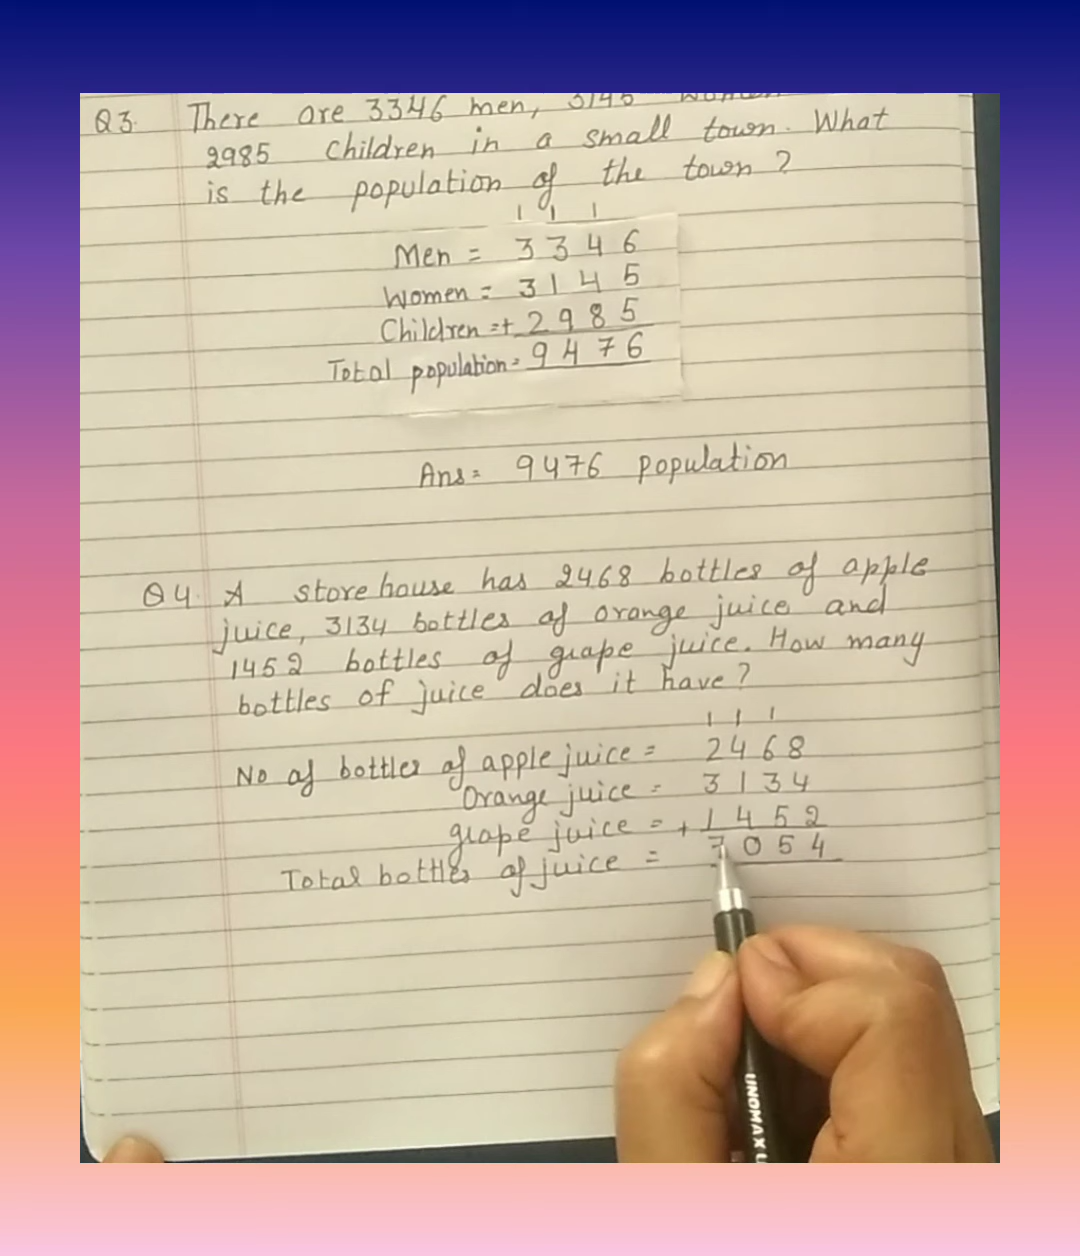 Q3. There are 3346 men, 3145 women
2985 Children in a small town. What
is the population of the town?
1 1 1
Men = 3 3 4 6
Women = 3 1 4 5
Children = + 2 9 8 5
Total population = 9 4 7 6
Ans = 9476 population
Q4. A store house has 2468 bottles of apple
juice, 3134 bottles of orange juice and
1452 bottles of grape juice. How many
bottles of juice does it have?
1 1 1
No of bottles of apple juice = 2 4 6 8
Orange juice = 3 1 3 4
grape juice = + 1 4 5 2
Total bottles of juice = 7 0 5 4
UNOMAX